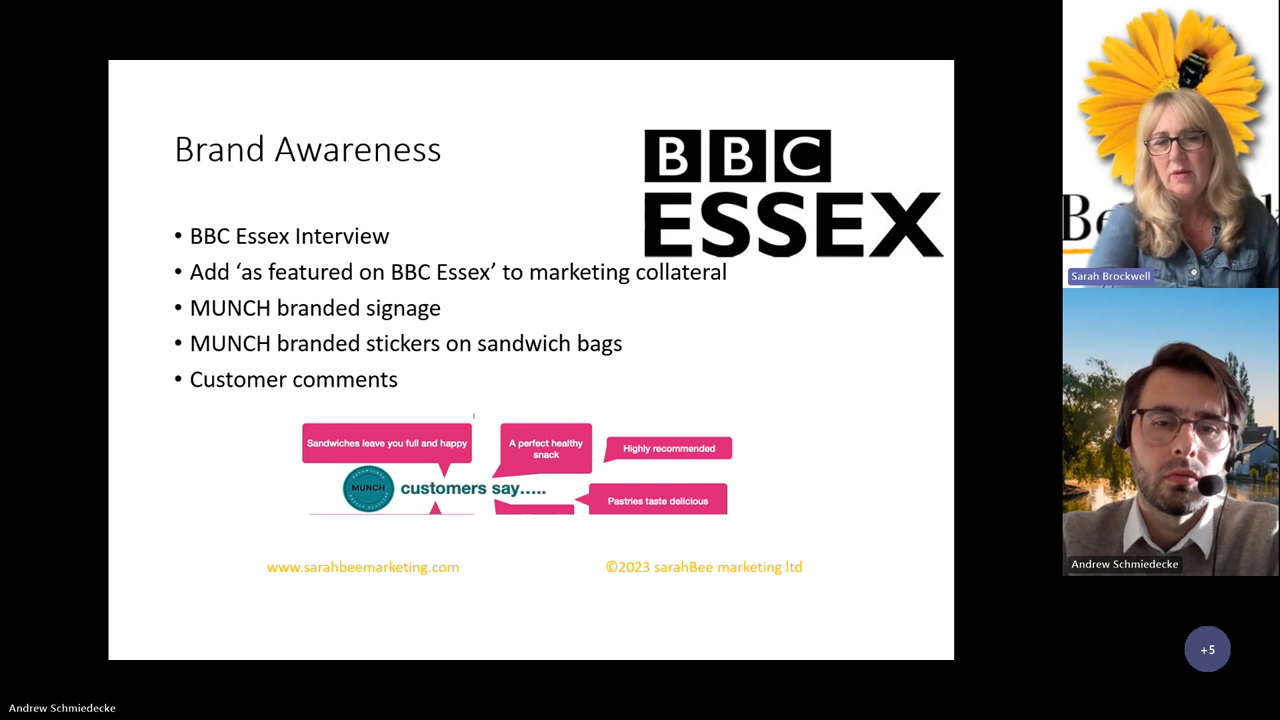 Brand Awareness
BBC
ESSEX
• BBC Essex Interview
• Add ‘as featured on BBC Essex’ to marketing collateral
• MUNCH branded signage
• MUNCH branded stickers on sandwich bags
• Customer comments
Sandwiches leave you full and happy
A perfect healthy
snack
Highly recommended
MUNCH
customers say.....
Pastries taste delicious
www.sarahbeemarketing.com
©2023 sarahBee marketing ltd
Sarah Brockwell
Andrew Schmiedecke
+5
Andrew Schmiedecke